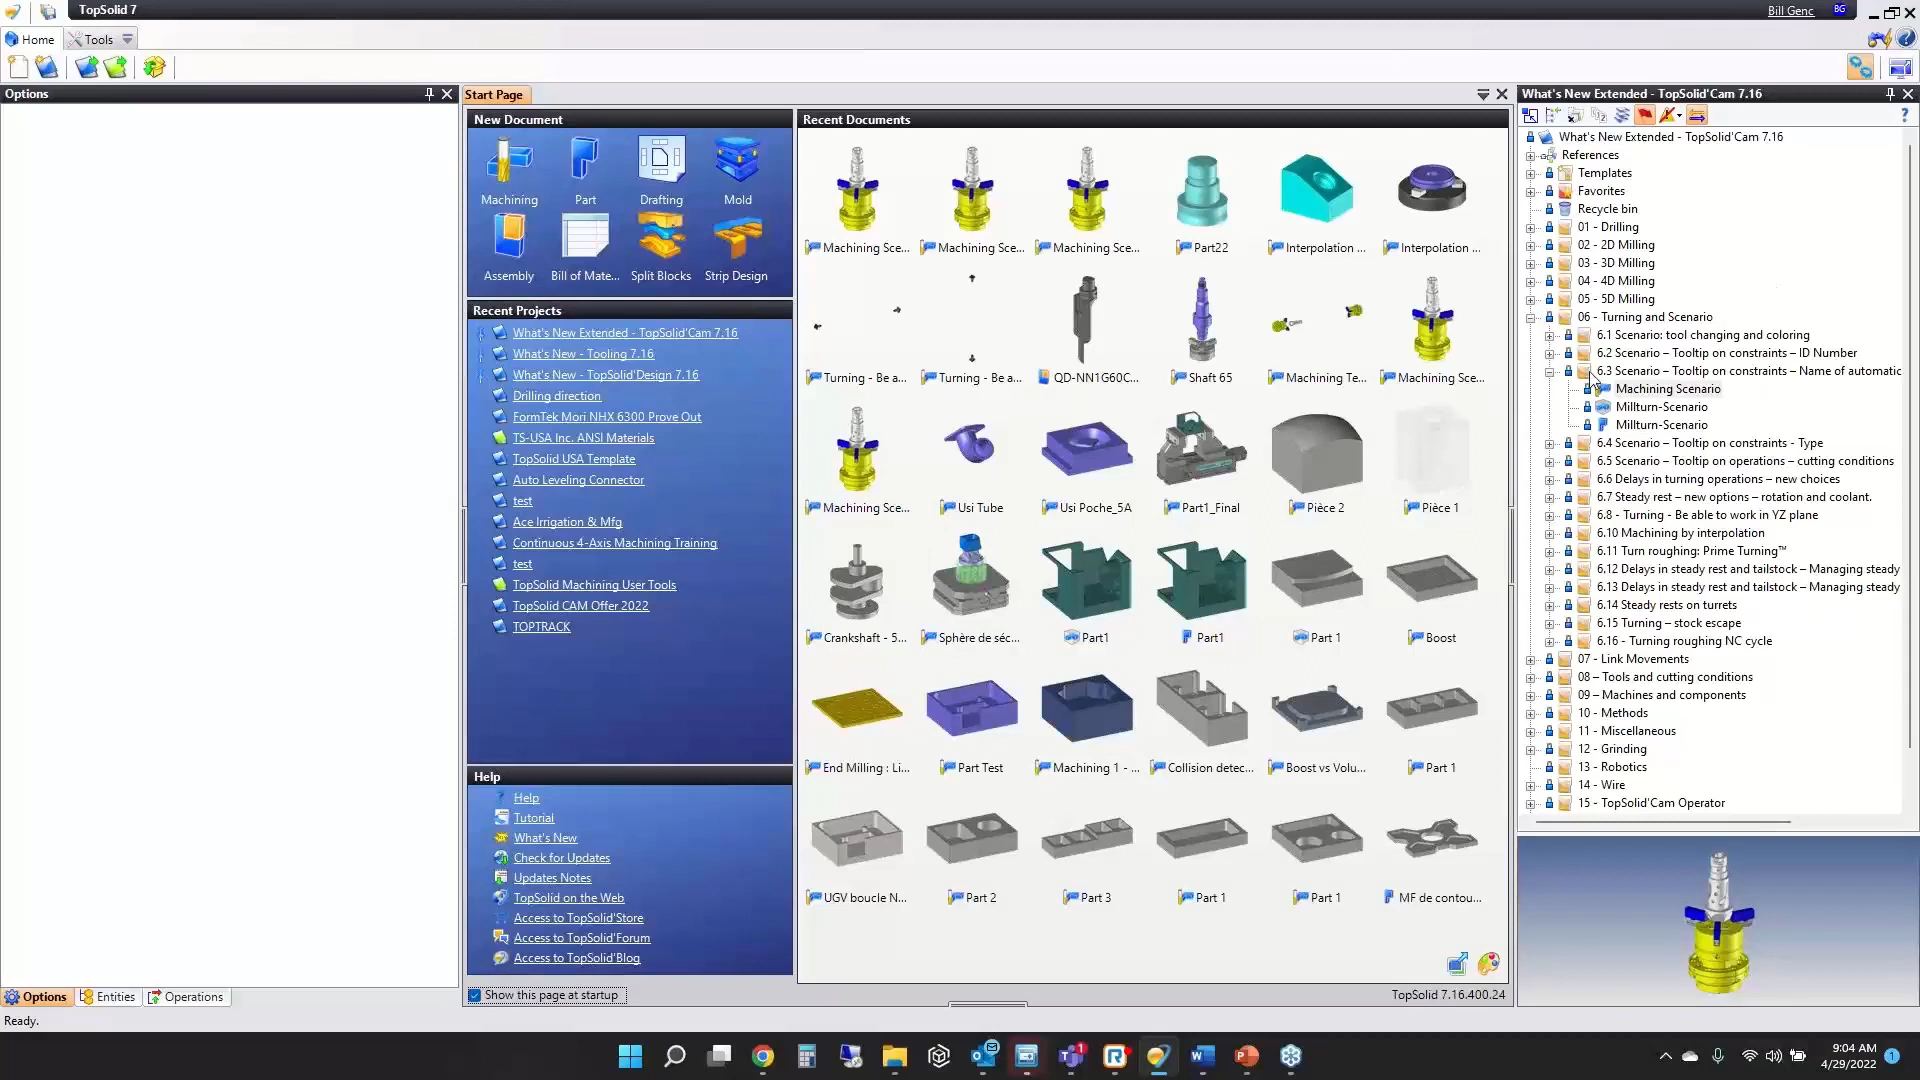 TopSolid 7
Bill Genc
BG
Home
Tools
Options
Start Page
What's New Extended - TopSolid'Cam 7.16
New Document
Machining
Part
Drafting
Mold
Assembly
Bill of Mate...
Split Blocks
Strip Design
Recent Projects
What's New Extended - TopSolid'Cam 7.16
What's New - Tooling 7.16
What's New - TopSolid'Design 7.16
Drilling direction
FormTek Mori NHX 6300 Prove Out
TS-USA Inc. ANSI Materials
TopSolid USA Template
Auto Leveling Connector
test
Ace Irrigation & Mfg
Continuous 4-Axis Machining Training
test
TopSolid Machining User Tools
TopSolid CAM Offer 2022
TOPTRACK
Help
Help
Tutorial
What's New
Check for Updates
Updates Notes
TopSolid on the Web
Access to TopSolid'Store
Access to TopSolid'Forum
Access to TopSolid'Blog
Show this page at startup
Recent Documents
Machining Sce...
Machining Sce...
Machining Sce...
Part22
Interpolation ...
Interpolation ...
Turning - Be a...
Turning - Be a...
QD-NN1G60C...
Shaft 65
Machining Te...
Machining Sce...
Machining Sce...
Usi Tube
Usi Poche_5A
Part1_Final
Pièce 2
Pièce 1
Crankshaft - 5...
Sphère de séc...
Part1
Part1
Part 1
Boost
End Milling : Li...
Part Test
Machining 1 - ...
Collision detec...
Boost vs Volu...
Part 1
UGV boucle N...
Part 2
Part 3
Part 1
Part 1
MF de contou...
TopSolid 7.16.400.24
What's New Extended - TopSolid'Cam 7.16
References
Templates
Favorites
Recycle bin
01 - Drilling
02 - 2D Milling
03 - 3D Milling
04 - 4D Milling
05 - 5D Milling
06 - Turning and Scenario
6.1 Scenario: tool changing and coloring
6.2 Scenario – Tooltip on constraints – ID Number
6.3 Scenario – Tooltip on constraints – Name of automatic
Machining Scenario
Millturn-Scenario
Millturn-Scenario
6.4 Scenario – Tooltip on constraints - Type
6.5 Scenario – Tooltip on operations – cutting conditions
6.6 Delays in turning operations – new choices
6.7 Steady rest – new options – rotation and coolant.
6.8 - Turning - Be able to work in YZ plane
6.10 Machining by interpolation
6.11 Turn roughing: Prime Turning™
6.12 Delays in steady rest and tailstock – Managing steady
6.13 Delays in steady rest and tailstock – Managing steady
6.14 Steady rests on turrets
6.15 Turning – stock escape
6.16 - Turning roughing NC cycle
07 - Link Movements
08 – Tools and cutting conditions
09 – Machines and components
10 - Methods
11 - Miscellaneous
12 - Grinding
13 - Robotics
14 - Wire
15 - TopSolid'Cam Operator
Options
Entities
Operations
Ready.
9:04 AM
4/29/2022
1